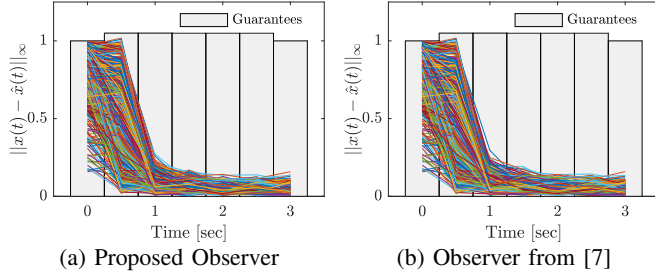 Guarantees
1
0.5
0
||x(t) − x̂(t)||∞
0 1 2 3
Time [sec]
(a) Proposed Observer
Guarantees
1
0.5
0
||x(t) − x̂(t)||∞
0 1 2 3
Time [sec]
(b) Observer from [7]